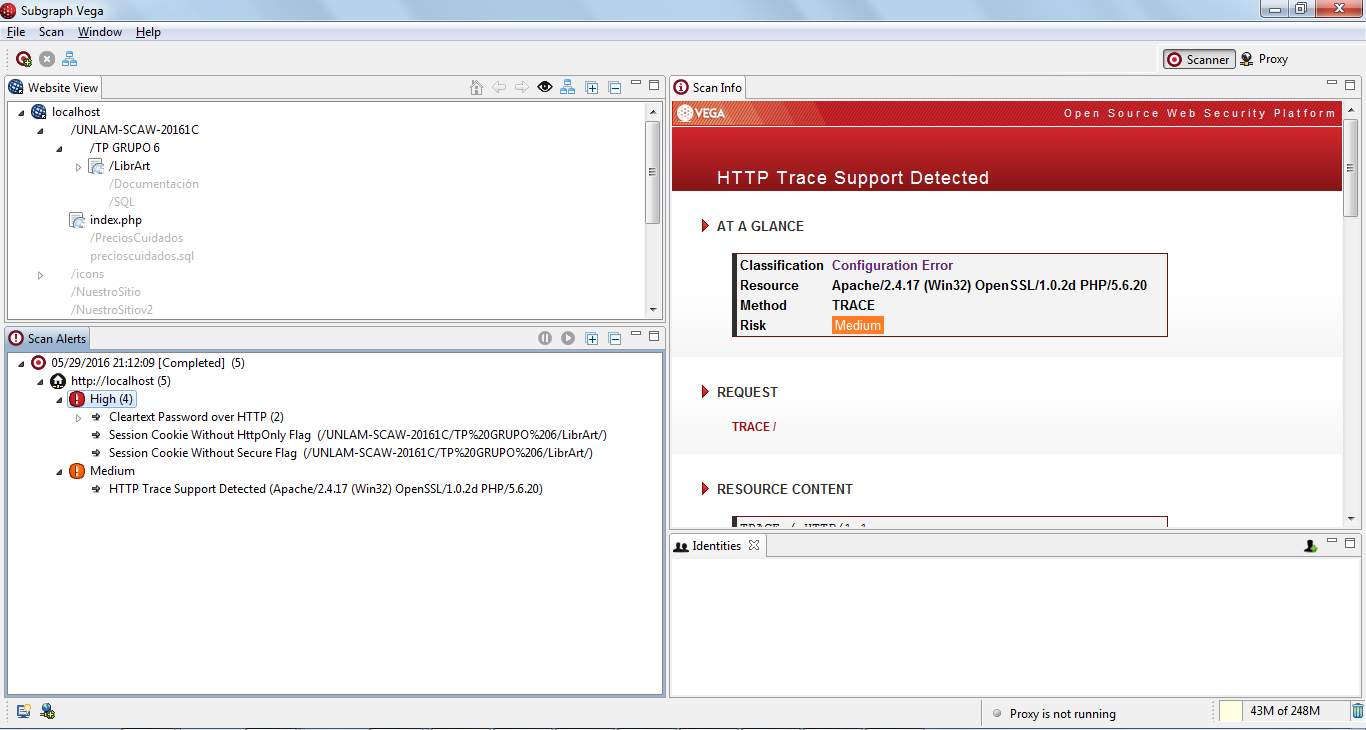 Subgraph Vega
File Scan Window Help
Scanner Proxy
Website View
localhost
/UNLAM-SCAW-20161C
/TP GRUPO 6
/LibrArt
/Documentación
/SQL
index.php
/PreciosCuidados
precioscuidados.sql
/icons
/NuestroSitio
/NuestroSitiov2
Scan Alerts
05/29/2016 21:12:09 [Completed] (5)
http://localhost (5)
High (4)
Cleartext Password over HTTP (2)
Session Cookie Without HttpOnly Flag (/UNLAM-SCAW-20161C/TP%20GRUPO%206/LibrArt/)
Session Cookie Without Secure Flag (/UNLAM-SCAW-20161C/TP%20GRUPO%206/LibrArt/)
Medium
HTTP Trace Support Detected (Apache/2.4.17 (Win32) OpenSSL/1.0.2d PHP/5.6.20)
Scan Info
VEGA
Open Source Web Security Platform
HTTP Trace Support Detected
AT A GLANCE
Classification Configuration Error
Resource Apache/2.4.17 (Win32) OpenSSL/1.0.2d PHP/5.6.20
Method TRACE
Risk Medium
REQUEST
TRACE /
RESOURCE CONTENT
TRACE / HTTP/1.1
Identities
Proxy is not running
43M of 248M